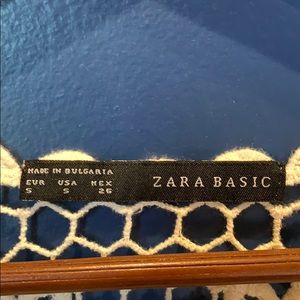 MADE IN BULGARIA
EUR USA MEX
S S 26
ZARA BASIC